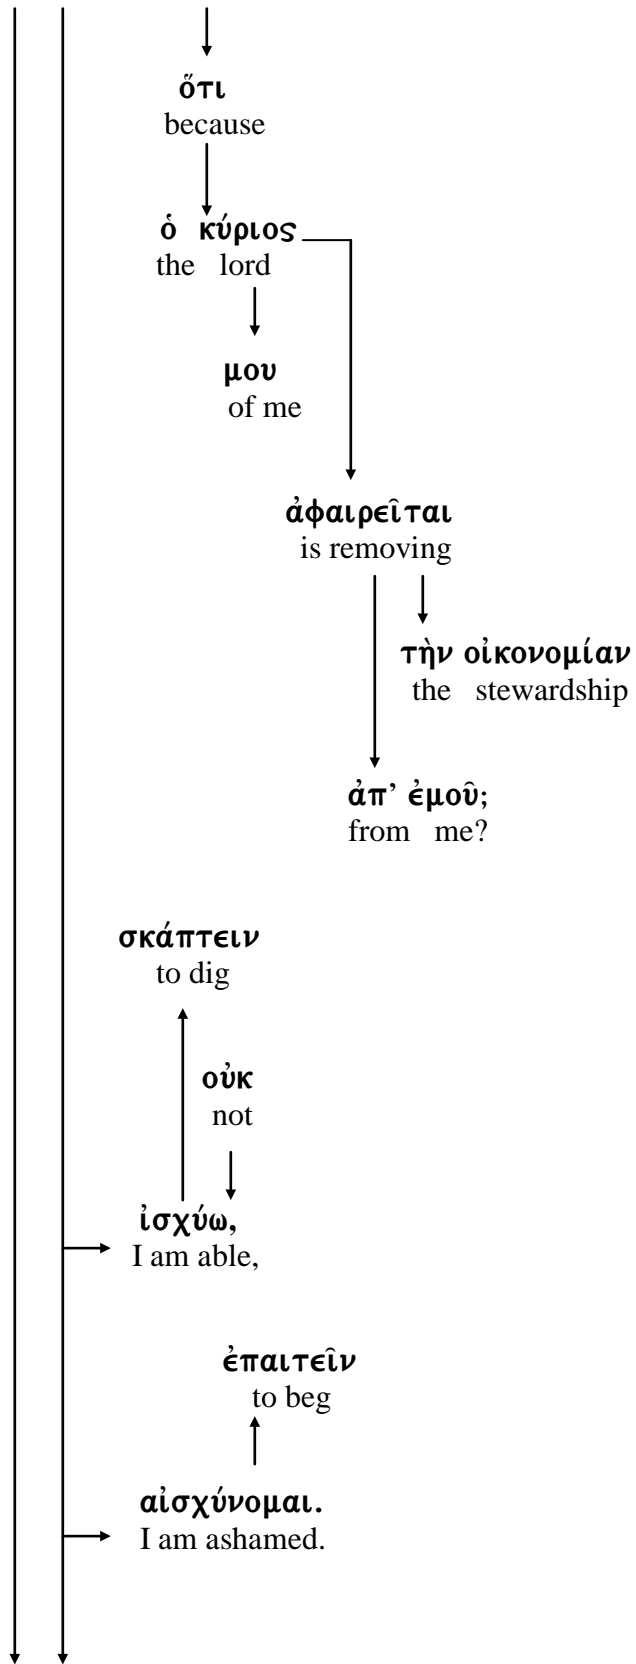 ὅτι
because
ὁ κύριος
the lord
μου
of me
ἀφαιρεῖται
is removing
τὴν οἰκονομίαν
the stewardship
ἀπ’ ἐμοῦ;
from me?
σκάπτειν
to dig
οὐκ
not
ἰσχύω,
I am able,
ἐπαιτεῖν
to beg
αἰσχύνομαι.
I am ashamed.